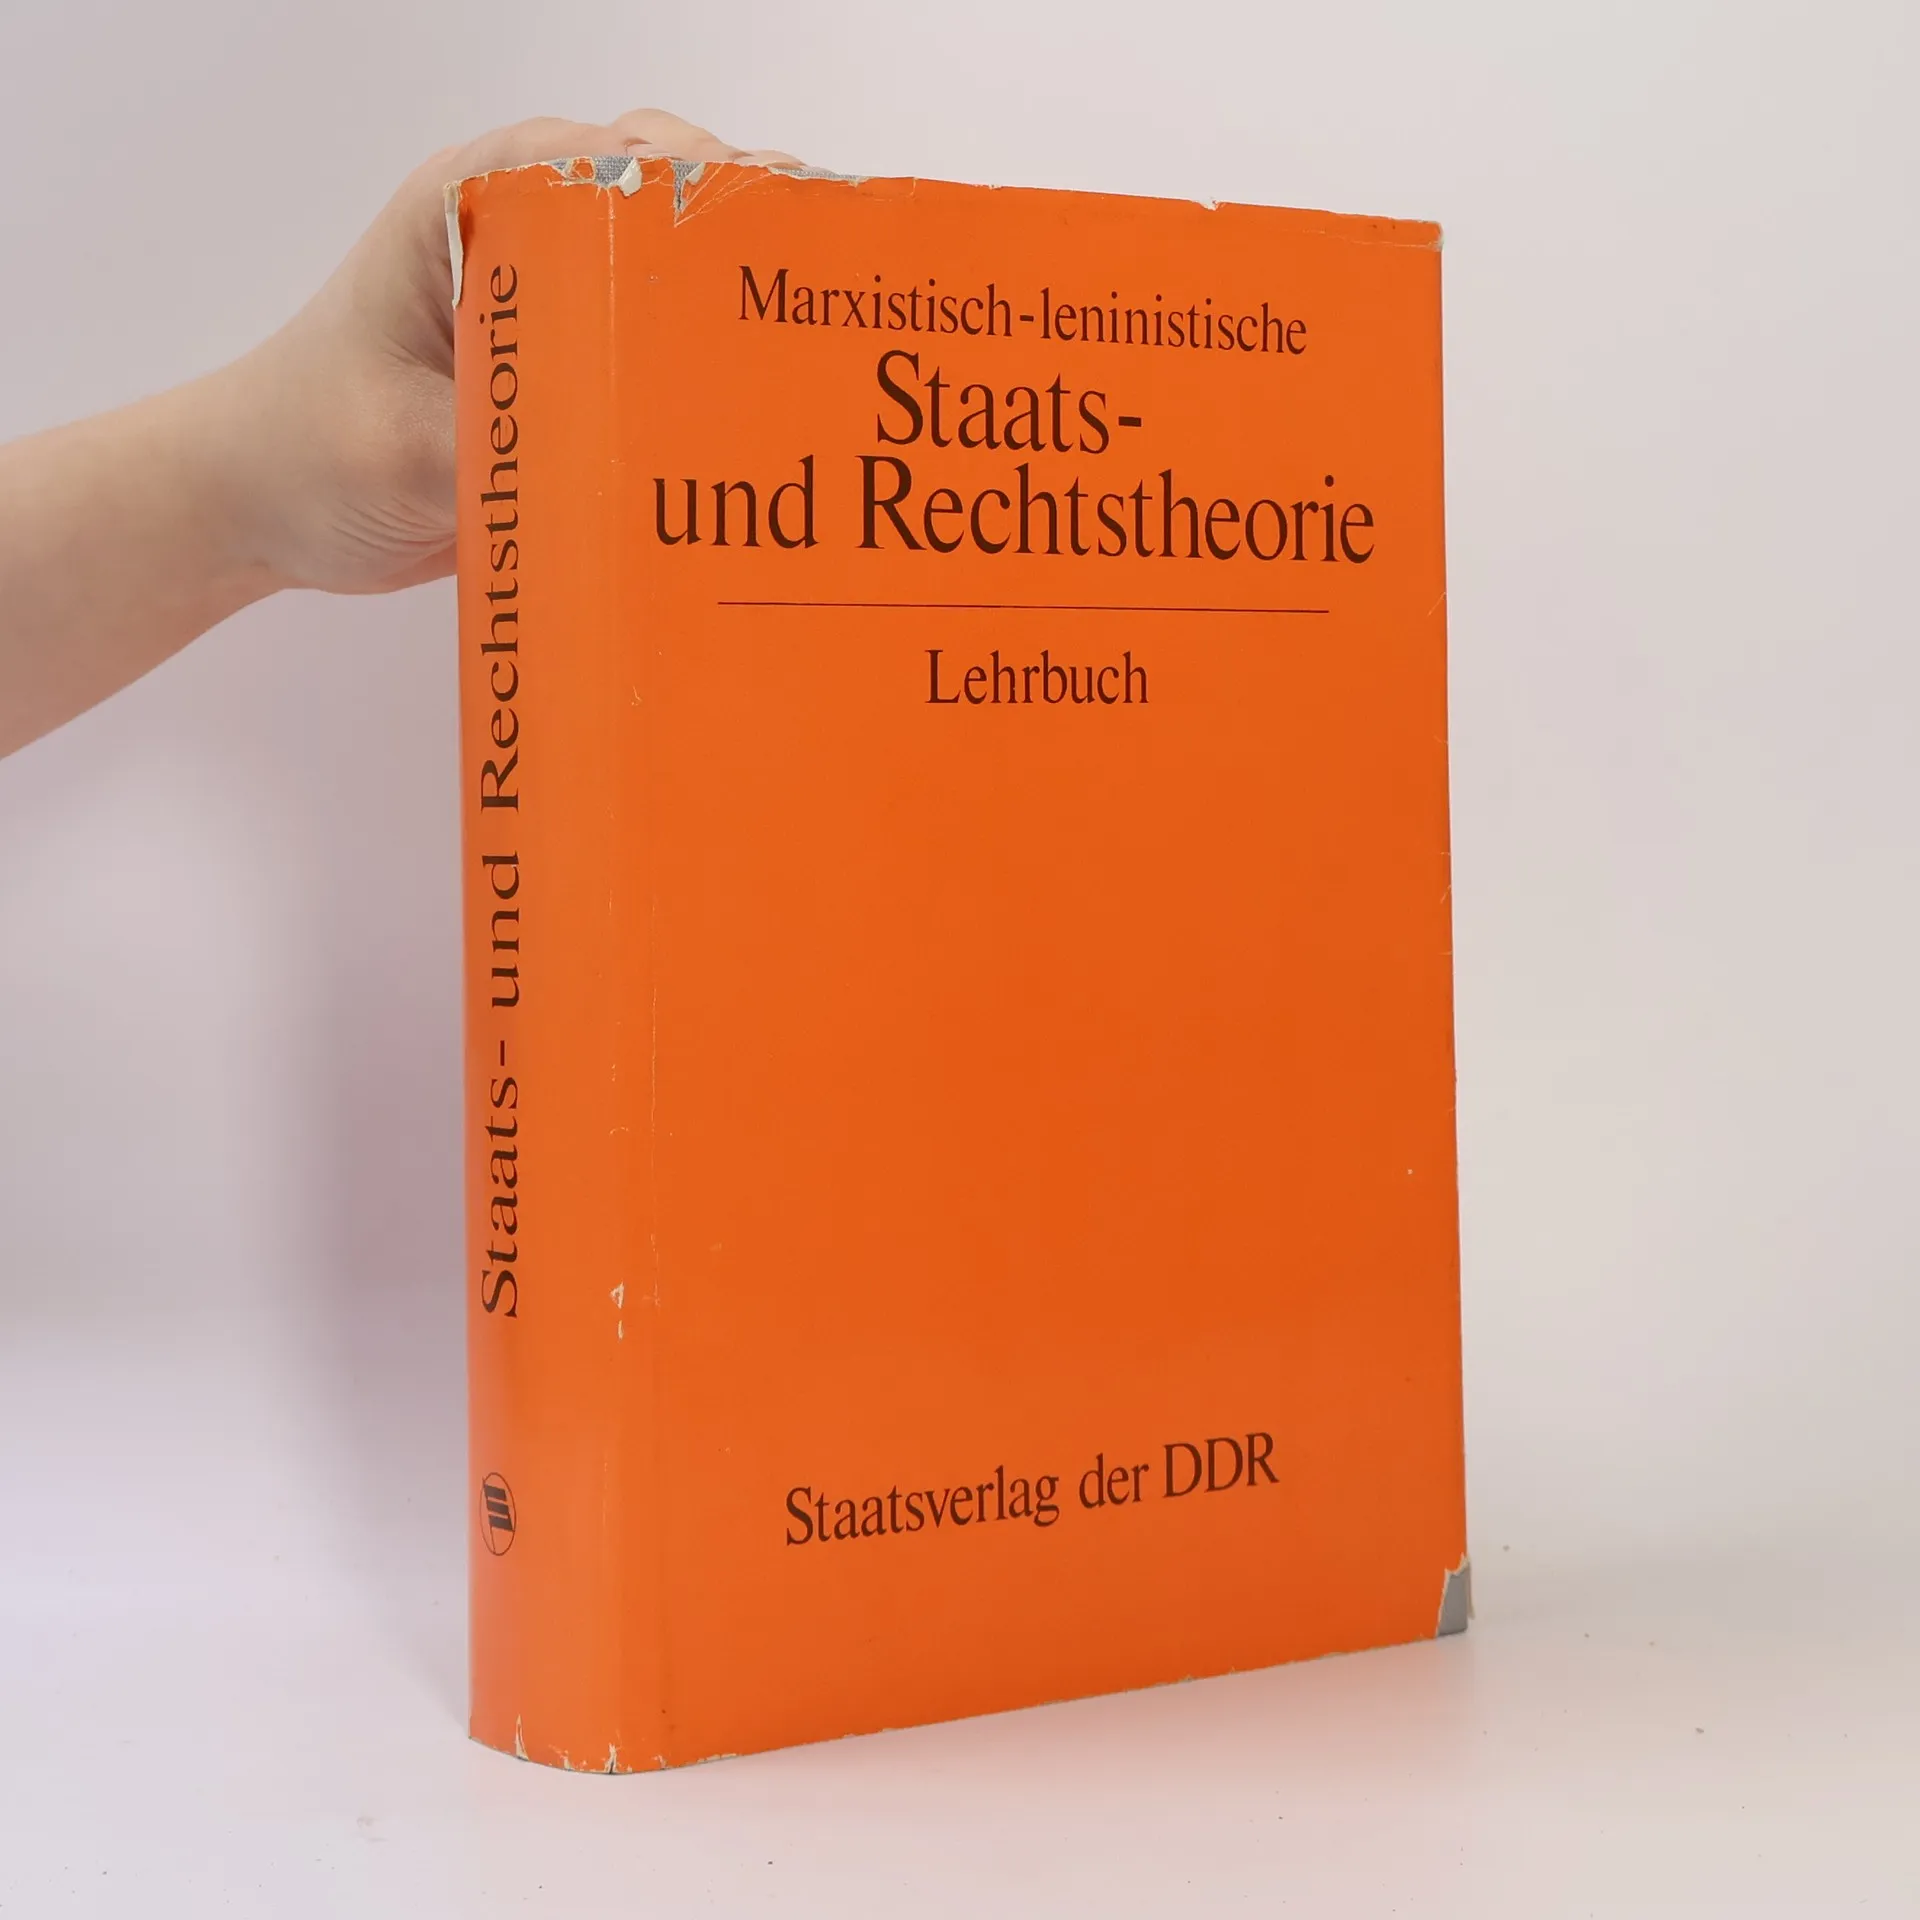 Marxistisch-leninistische
Staats-
und Rechtstheorie
Lehrbuch
Staatsverlag der DDR
Staats- und Rechtstheorie